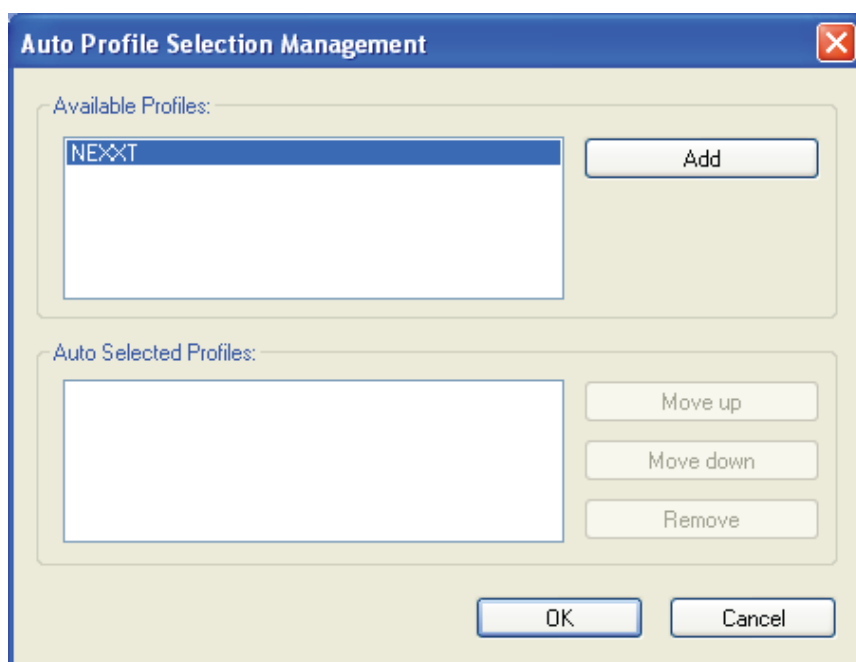 Auto Profile Selection Management
Available Profiles:
NEXXT
Add
Auto Selected Profiles:
Move up
Move down
Remove
OK
Cancel